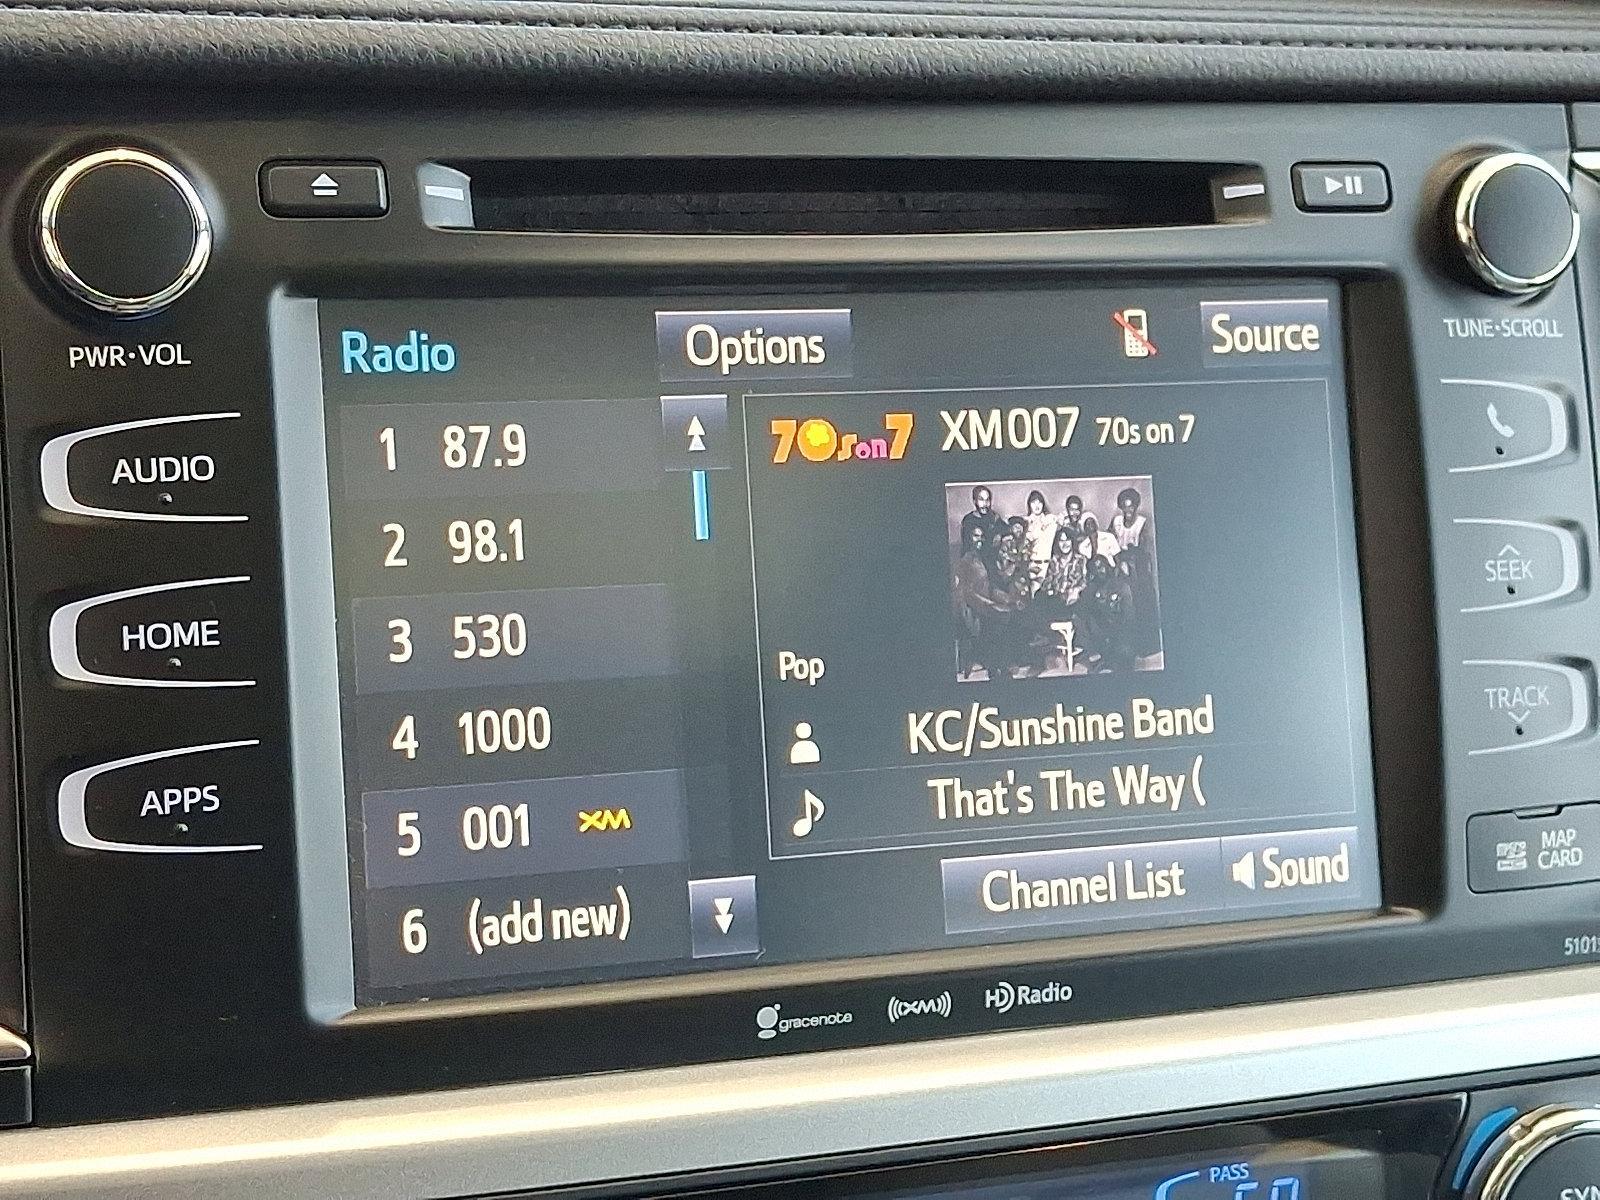 PWR•VOL
TUNE•SCROLL
AUDIO
HOME
APPS
Radio
Options
Source
1 87.9
2 98.1
3 530
4 1000
5 001 XM
6 (add new)
70s on 7 XM007 70s on 7
Pop
KC/Sunshine Band
That's The Way (
Channel List
Sound
SEEK
TRACK
micro
MAP
CARD
gracenote
((XM))
HD Radio
PASS